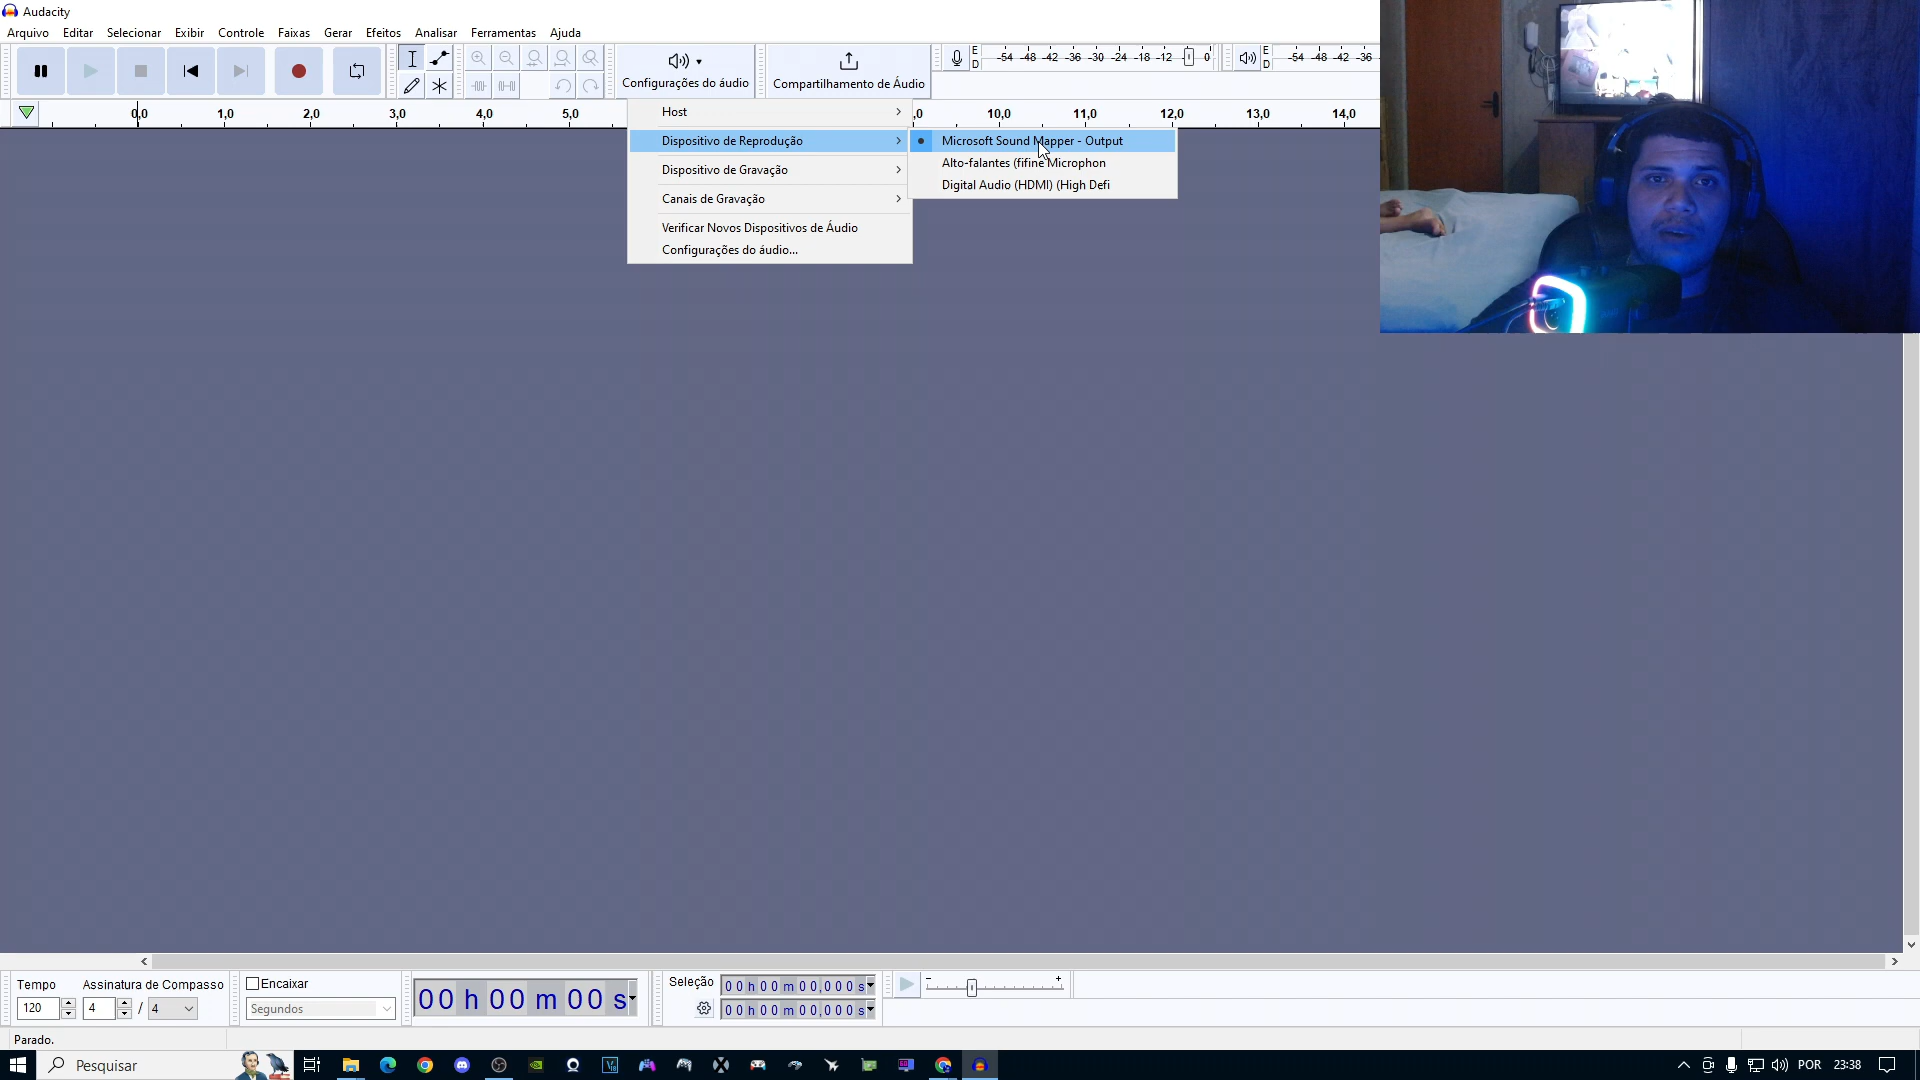 Audacity
Arquivo Editar Selecionar Exibir Controle Faixas Gerar Efeitos Analisar Ferramentas Ajuda
Configurações do áudio
Compartilhamento de Áudio
E
D
-54 -48 -42 -36 -30 -24 -18 -12 0
E
D
-54 -48 -42 -36
0,0 1,0 2,0 3,0 4,0 5,0 ,0 10,0 11,0 12,0 13,0 14,0
Host
Dispositivo de Reprodução
Dispositivo de Gravação
Canais de Gravação
Verificar Novos Dispositivos de Áudio
Configurações do áudio...
Microsoft Sound Mapper - Output
Alto-falantes (fifine Microphon
Digital Audio (HDMI) (High Defi
Tempo
120
Assinatura de Compasso
4 / 4
Encaixar
Segundos
00 h 00 m 00 s
Seleção
00 h 00 m 00,000 s
00 h 00 m 00,000 s
- +
Parado.
Pesquisar
POR 23:38